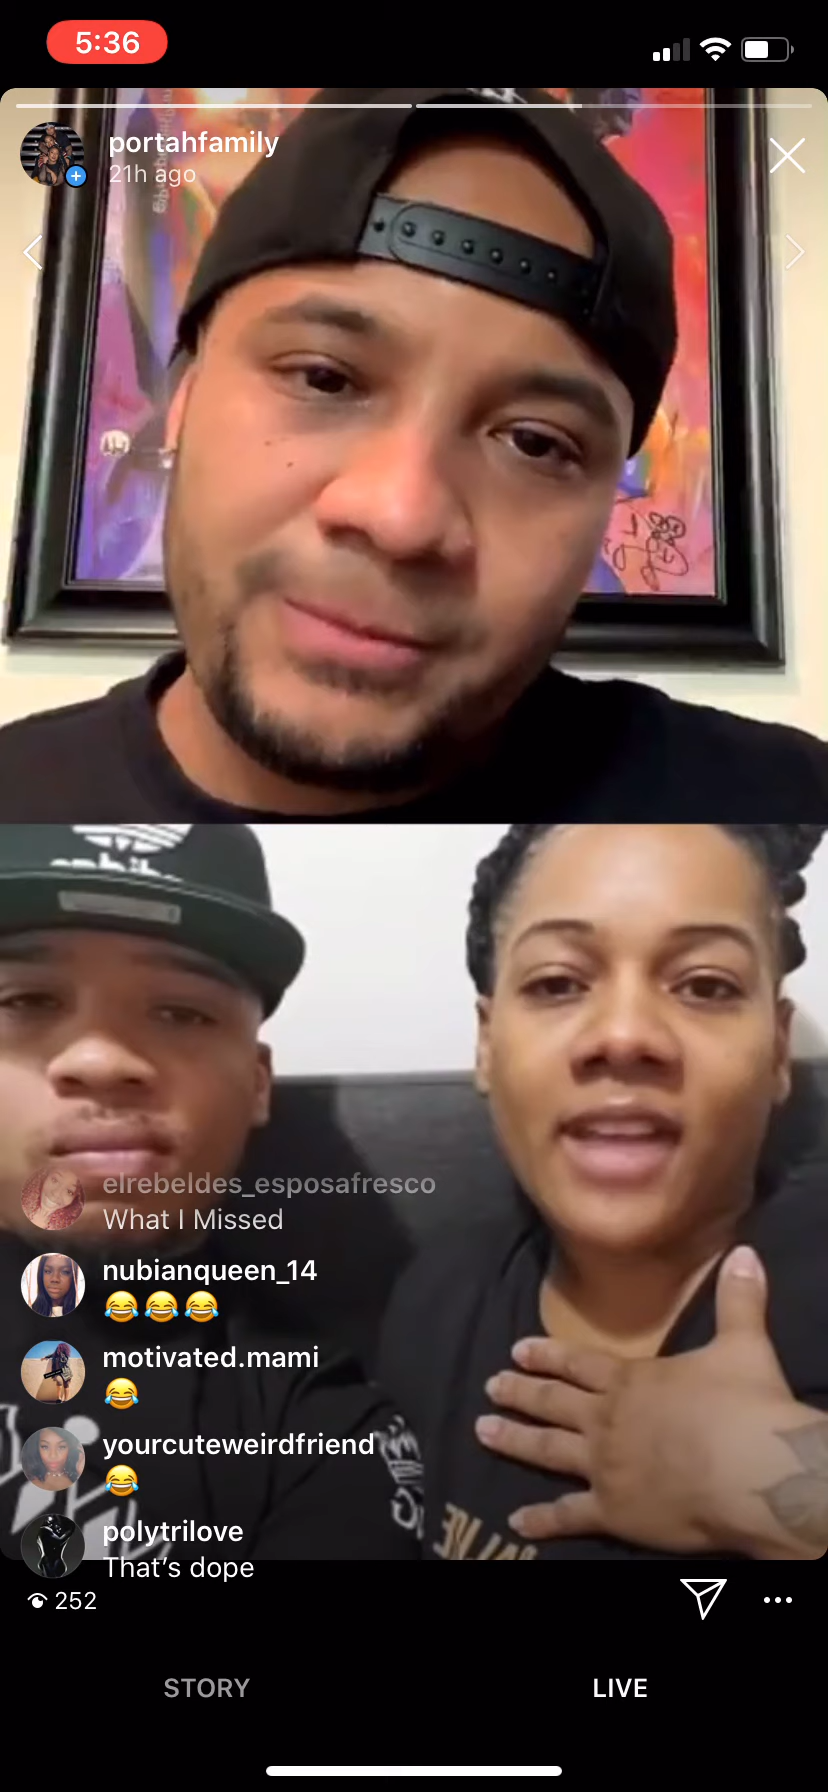 5:36
portahfamily
21h ago
elrebeldes_esposafresco
What I Missed
nubianqueen_14
😂😂😂
motivated.mami
😂
yourcuteweirdfriend
😂
polytrilove
That’s dope
252
STORY
LIVE